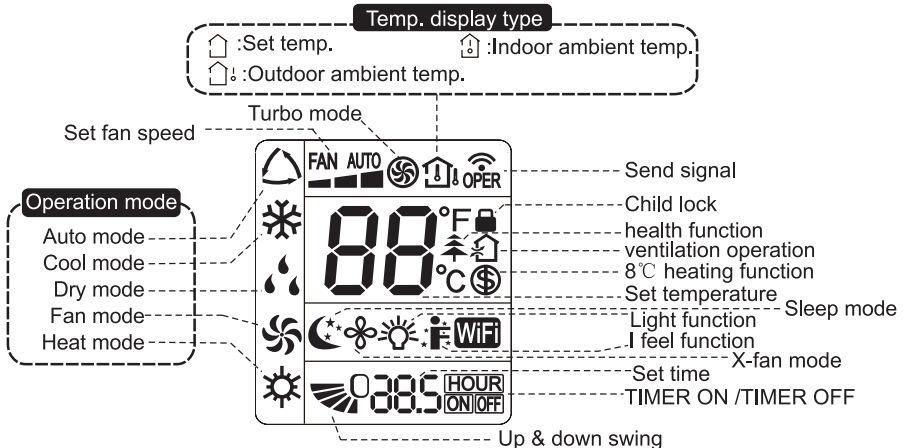 Temp. display type
:Set temp. :Indoor ambient temp.
:Outdoor ambient temp.
Turbo mode
Set fan speed
FAN AUTO
OPER
Send signal
Operation mode
Auto mode
Cool mode
Dry mode
Fan mode
Heat mode
88 °F
°C
Child lock
health function
ventilation operation
8℃ heating function
Set temperature
Sleep mode
Light function
I feel function
WiFi
X-fan mode
Set time
088.5 HOUR
ON OFF
TIMER ON /TIMER OFF
Up & down swing